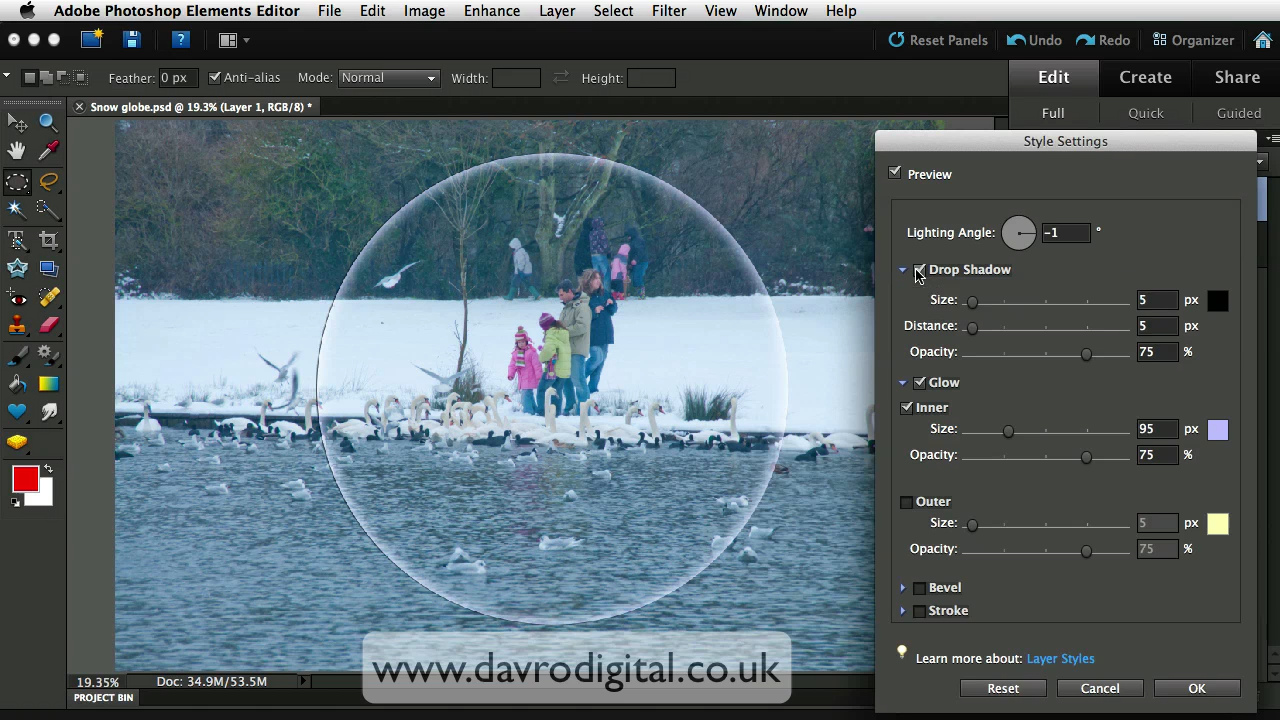 Adobe Photoshop Elements Editor File Edit Image Enhance Layer Select Filter View Window Help
Reset Panels Undo Redo Organizer
Feather: 0 px Anti-alias Mode: Normal Width: Height: Edit Create Share
Snow globe.psd @ 19.3% (Layer 1, RGB/8) * Full Quick Guided
Style Settings
Preview
Lighting Angle: -1 °
Drop Shadow
Size: 5 px
Distance: 5 px
Opacity: 75 %
Glow
Inner
Size: 95 px
Opacity: 75 %
Outer
Size: 5 px
Opacity: 75 %
Bevel
Stroke
Learn more about: Layer Styles
Reset Cancel OK
www.davrodigital.co.uk
19.35% Doc: 34.9M/53.5M
PROJECT BIN